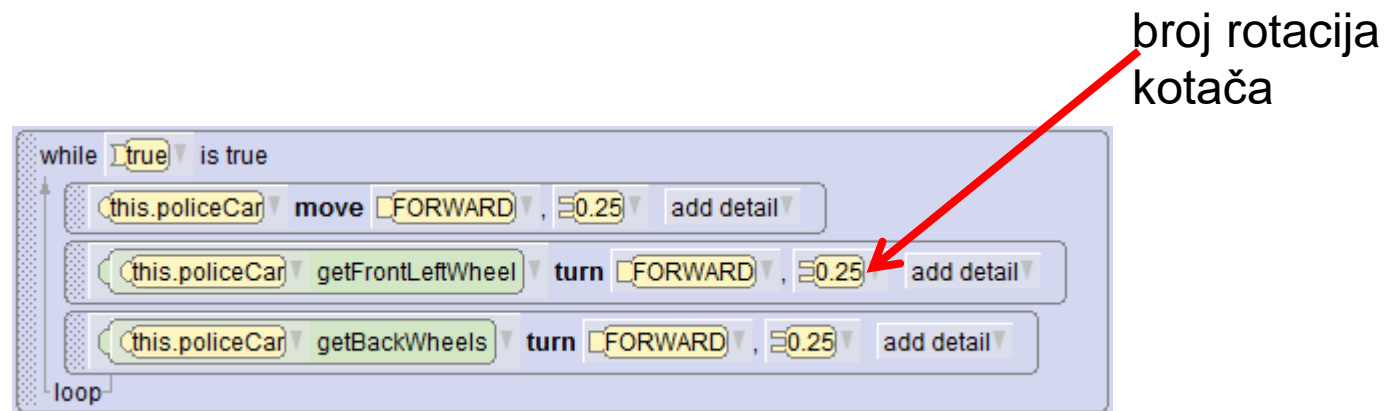 broj rotacija
kotača
while true is true
this.policeCar move FORWARD , 0.25 add detail
this.policeCar getFrontLeftWheel turn FORWARD , 0.25 add detail
this.policeCar getBackWheels turn FORWARD , 0.25 add detail
loop